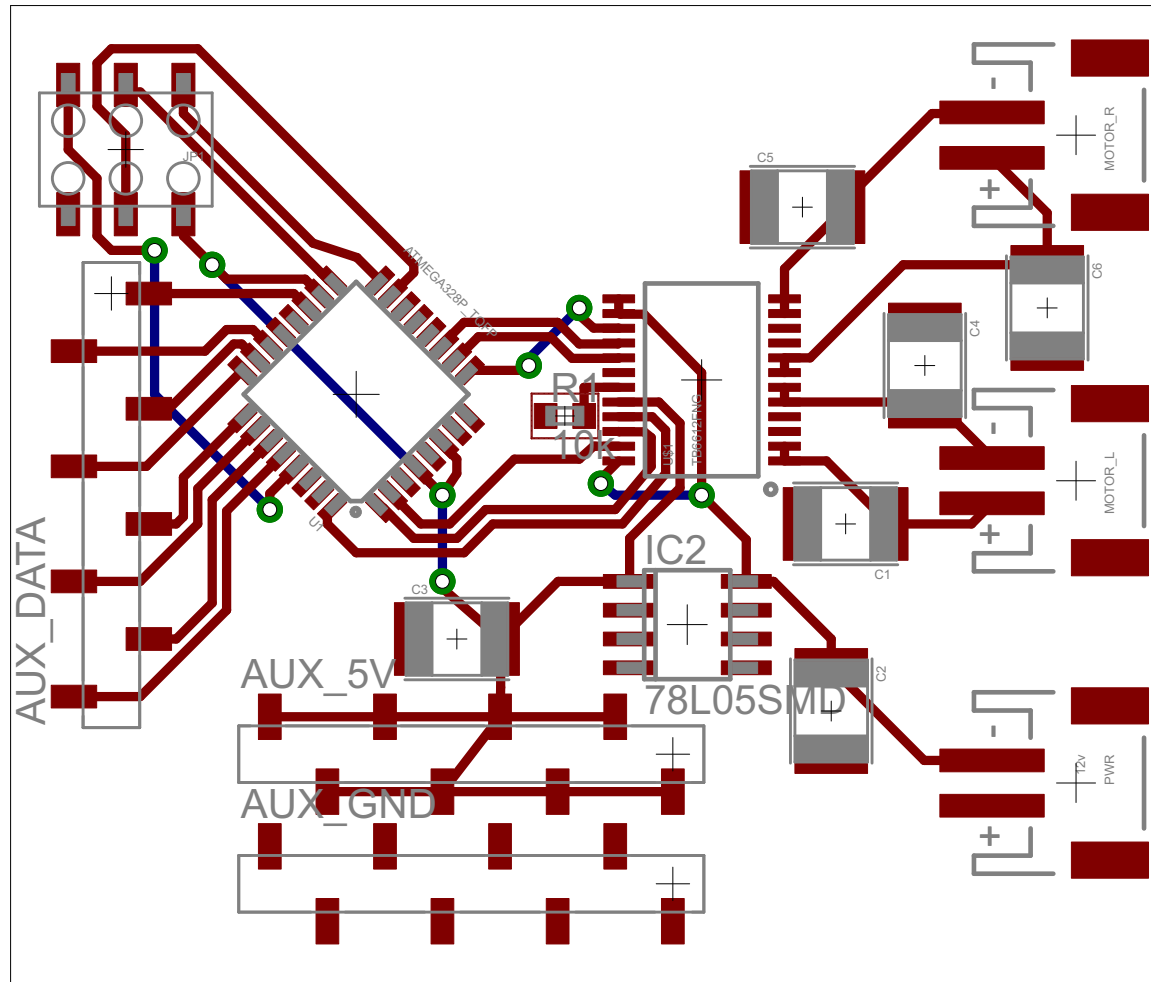 JP1
ATMEGA328P_TQFP
U1
AUX_DATA
R1
10k
U$1
TB6612FNG
C5
-
+
MOTOR_R
C6
C4
-
+
MOTOR_L
C1
IC2
78L05SMD
C3
C2
AUX_5V
AUX_GND
-
+
12v
PWR